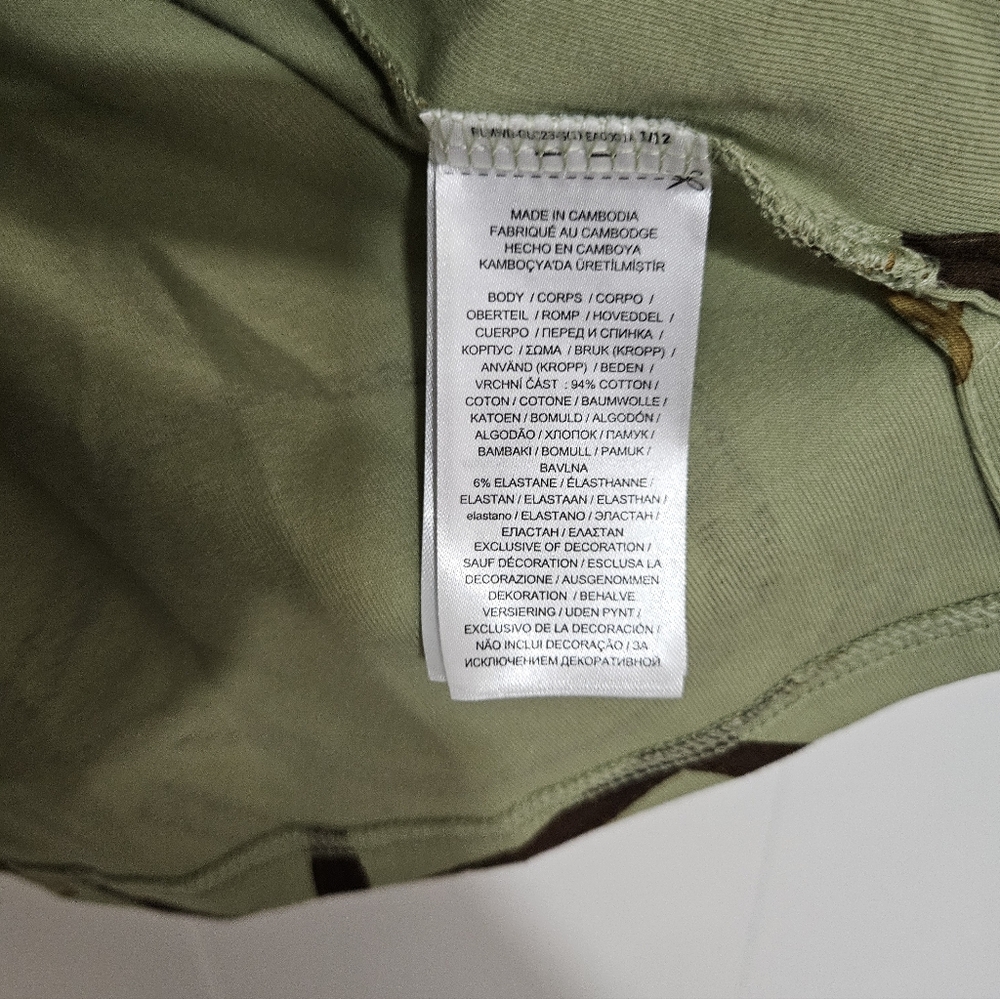 1/12
MADE IN CAMBODIA
FABRIQUÉ AU CAMBODGE
HECHO EN CAMBOYA
KAMBOÇYA'DA ÜRETİLMİŞTİR
BODY / CORPS / CORPO /
OBERTEIL / ROMP / HOVEDDEL /
CUERPO / ПЕРЕД И СПИНКА /
КОРПУС / ΣΩΜΑ / BRUK (KROPP) /
ANVÄND (KROPP) / BEDEN /
VRCHNÍ ČÁST : 94% COTTON /
COTON / COTONE / BAUMWOLLE /
KATOEN / BOMULD / ALGODÓN /
ALGODÃO / ХЛОПОК / ПАМУК /
BAMBAKI / BOMULL / PAMUK /
BAVLNA
6% ELASTANE / ÉLASTHANNE /
ELASTAN / ELASTAAN / ELASTHAN /
elastano / ELASTANO / ЭЛАСТАН /
ЕЛАСТАН / ΕΛΑΣΤΑΝ
EXCLUSIVE OF DECORATION /
SAUF DÉCORATION / ESCLUSA LA
DECORAZIONE / AUSGENOMMEN
DEKORATION / BEHALVE
VERSIERING / UDEN PYNT /
EXCLUSIVO DE LA DECORACIÓN /
NÃO INCLUI DECORAÇÃO / ЗА
ИСКЛЮЧЕНИЕМ ДЕКОРАТИВНОЙ